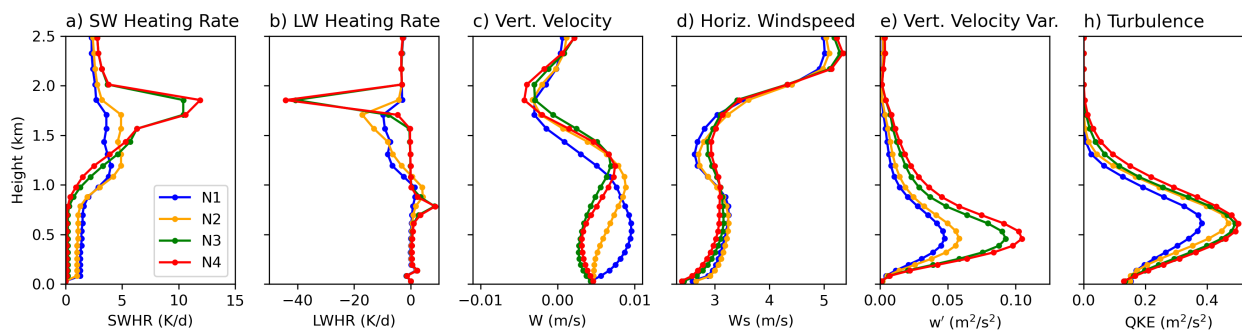 a) SW Heating Rate
b) LW Heating Rate
c) Vert. Velocity
d) Horiz. Windspeed
e) Vert. Velocity Var.
h) Turbulence
Height (km)
2.5
2.0
1.5
1.0
0.5
0.0
N1
N2
N3
N4
0 5 10 15
−40 −20 0
−0.01 0.00 0.01
3 4 5
0.00 0.05 0.10
0.0 0.2 0.4
SWHR (K/d)
LWHR (K/d)
W (m/s)
Ws (m/s)
w′ (m²/s²)
QKE (m²/s²)